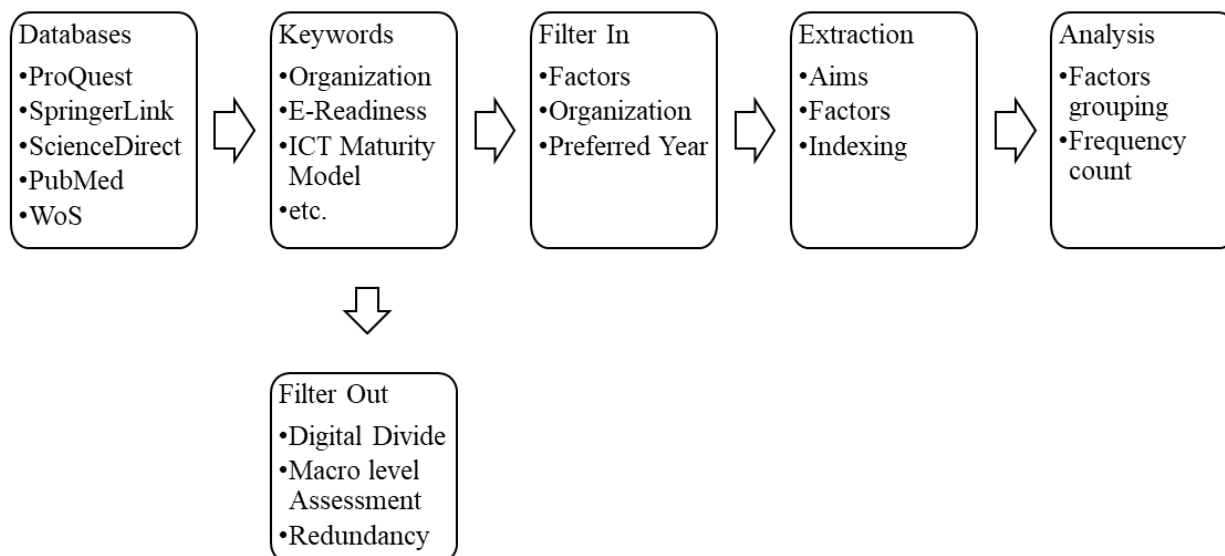 Databases
•ProQuest
•SpringerLink
•ScienceDirect
•PubMed
•WoS
Keywords
•Organization
•E-Readiness
•ICT Maturity
Model
•etc.
Filter In
•Factors
•Organization
•Preferred Year
Extraction
•Aims
•Factors
•Indexing
Analysis
•Factors
grouping
•Frequency
count
Filter Out
•Digital Divide
•Macro level
Assessment
•Redundancy